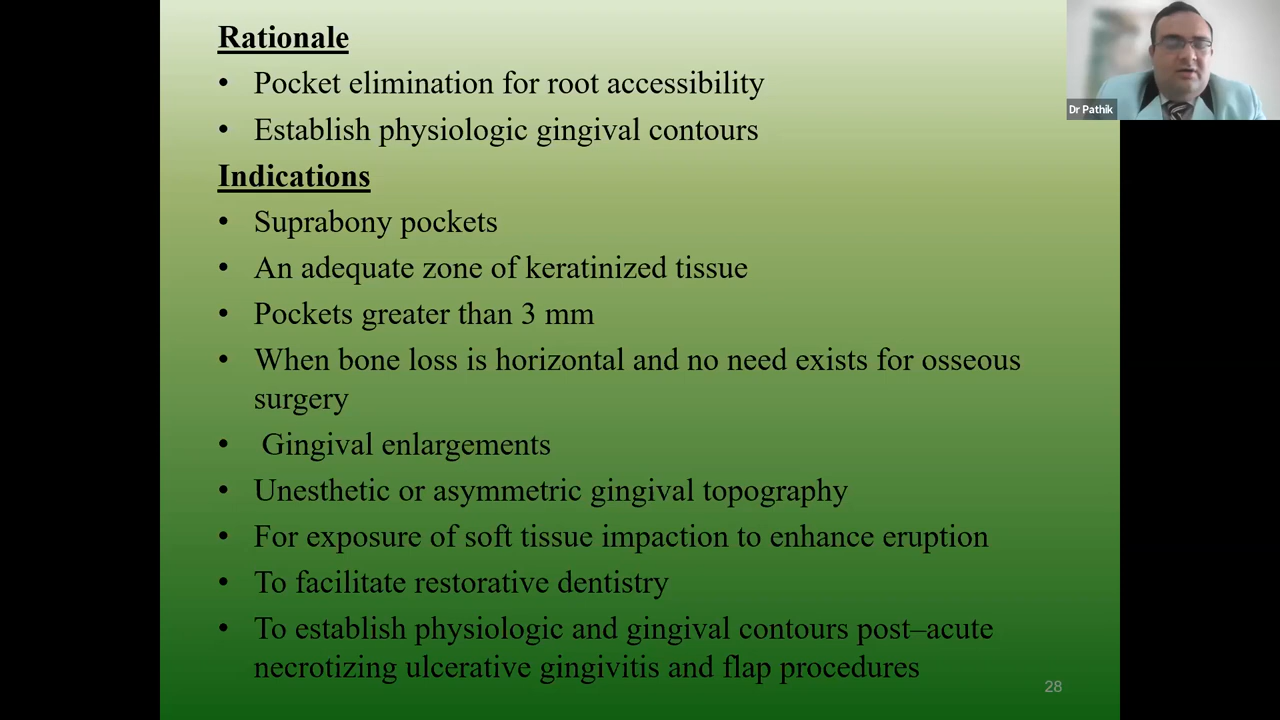 Rationale
• Pocket elimination for root accessibility
• Establish physiologic gingival contours
Indications
• Suprabony pockets
• An adequate zone of keratinized tissue
• Pockets greater than 3 mm
• When bone loss is horizontal and no need exists for osseous
surgery
• Gingival enlargements
• Unesthetic or asymmetric gingival topography
• For exposure of soft tissue impaction to enhance eruption
• To facilitate restorative dentistry
• To establish physiologic and gingival contours post–acute
necrotizing ulcerative gingivitis and flap procedures
28
Dr Pathik